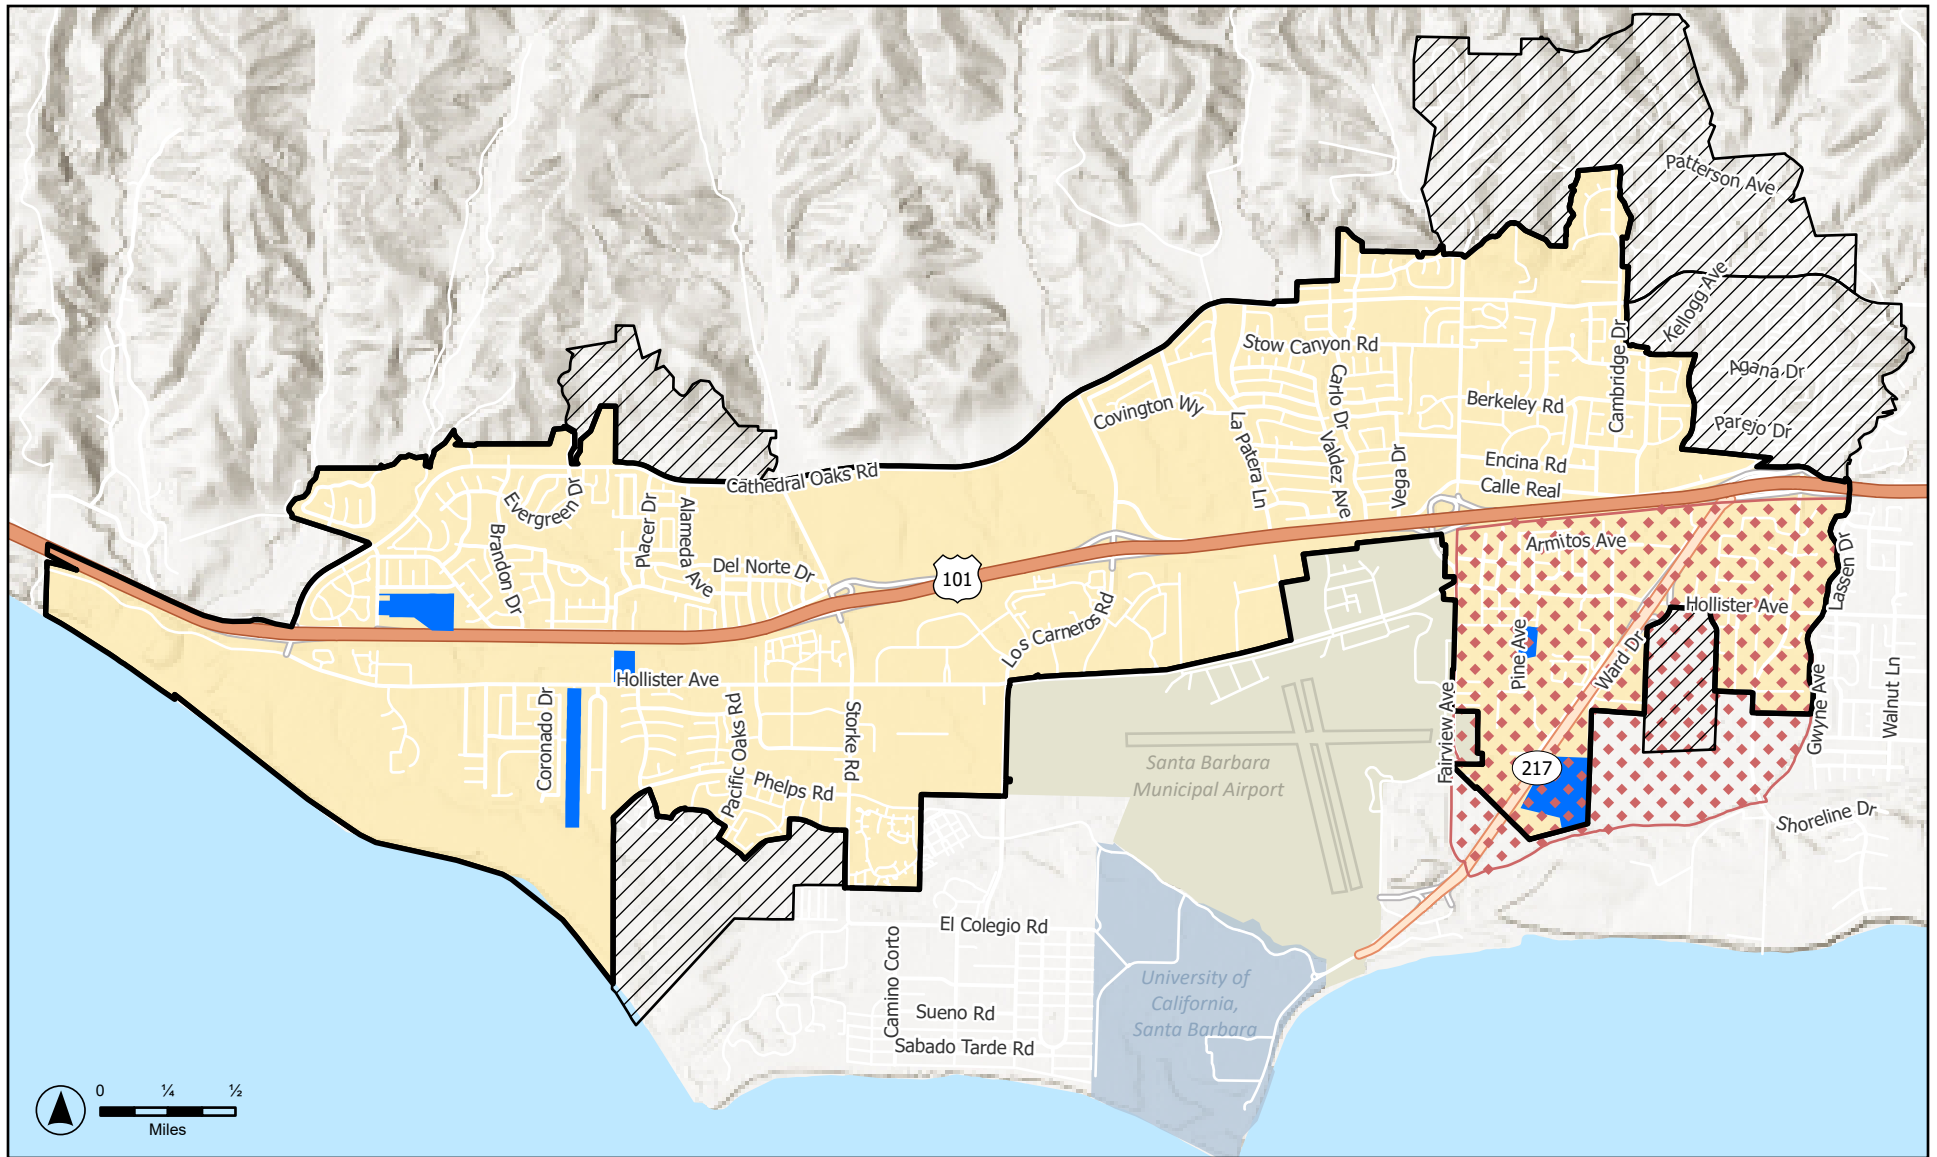 Patterson Ave
Kellogg Ave
Stow Canyon Rd
Cambridge Dr
Agana Dr
Carlo Dr
Covington Wy
Berkeley Rd
La Patera Ln
Parejo Dr
Valdez Ave
Vega Dr
Encina Rd
Cathedral Oaks Rd
Calle Real
Evergreen Dr
Placer Dr
Alameda Ave
Brandon Dr
Armitos Ave
Del Norte Dr
101
Lassen Dr
Los Carneros Rd
Hollister Ave
Pine Ave
Ward Dr
Hollister Ave
Coronado Dr
Pacific Oaks Rd
Storke Rd
Fairview Ave
Gwyne Ave
Walnut Ln
Santa Barbara
Municipal Airport
217
Phelps Rd
Shoreline Dr
El Colegio Rd
Camino Corto
University of
California,
Santa Barbara
Sueno Rd
Sabado Tarde Rd
0 ¼ ½
Miles